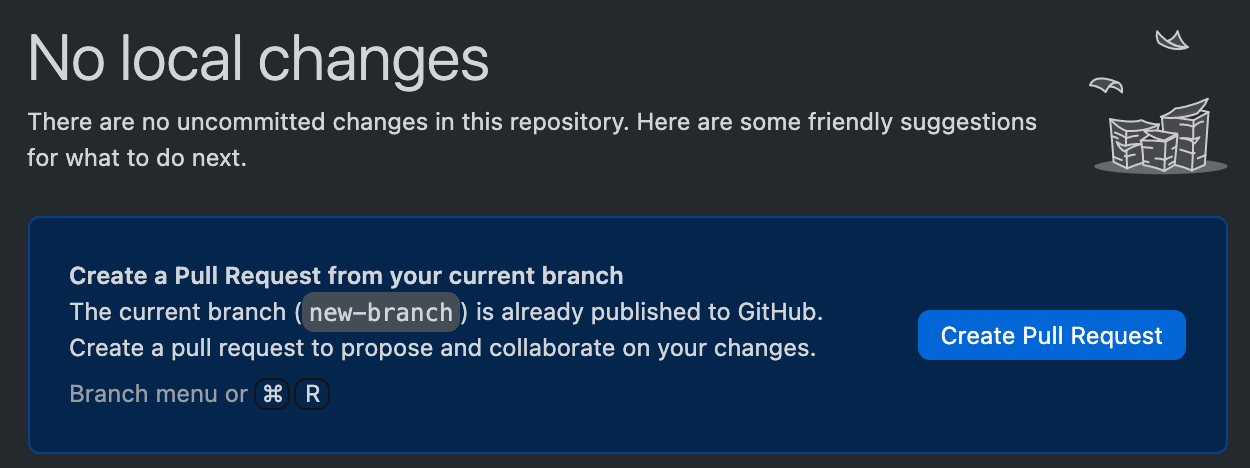 No local changes
There are no uncommitted changes in this repository. Here are some friendly suggestions
for what to do next.
Create a Pull Request from your current branch
The current branch (new-branch) is already published to GitHub.
Create a pull request to propose and collaborate on your changes.
Create Pull Request
Branch menu or ⌘ R